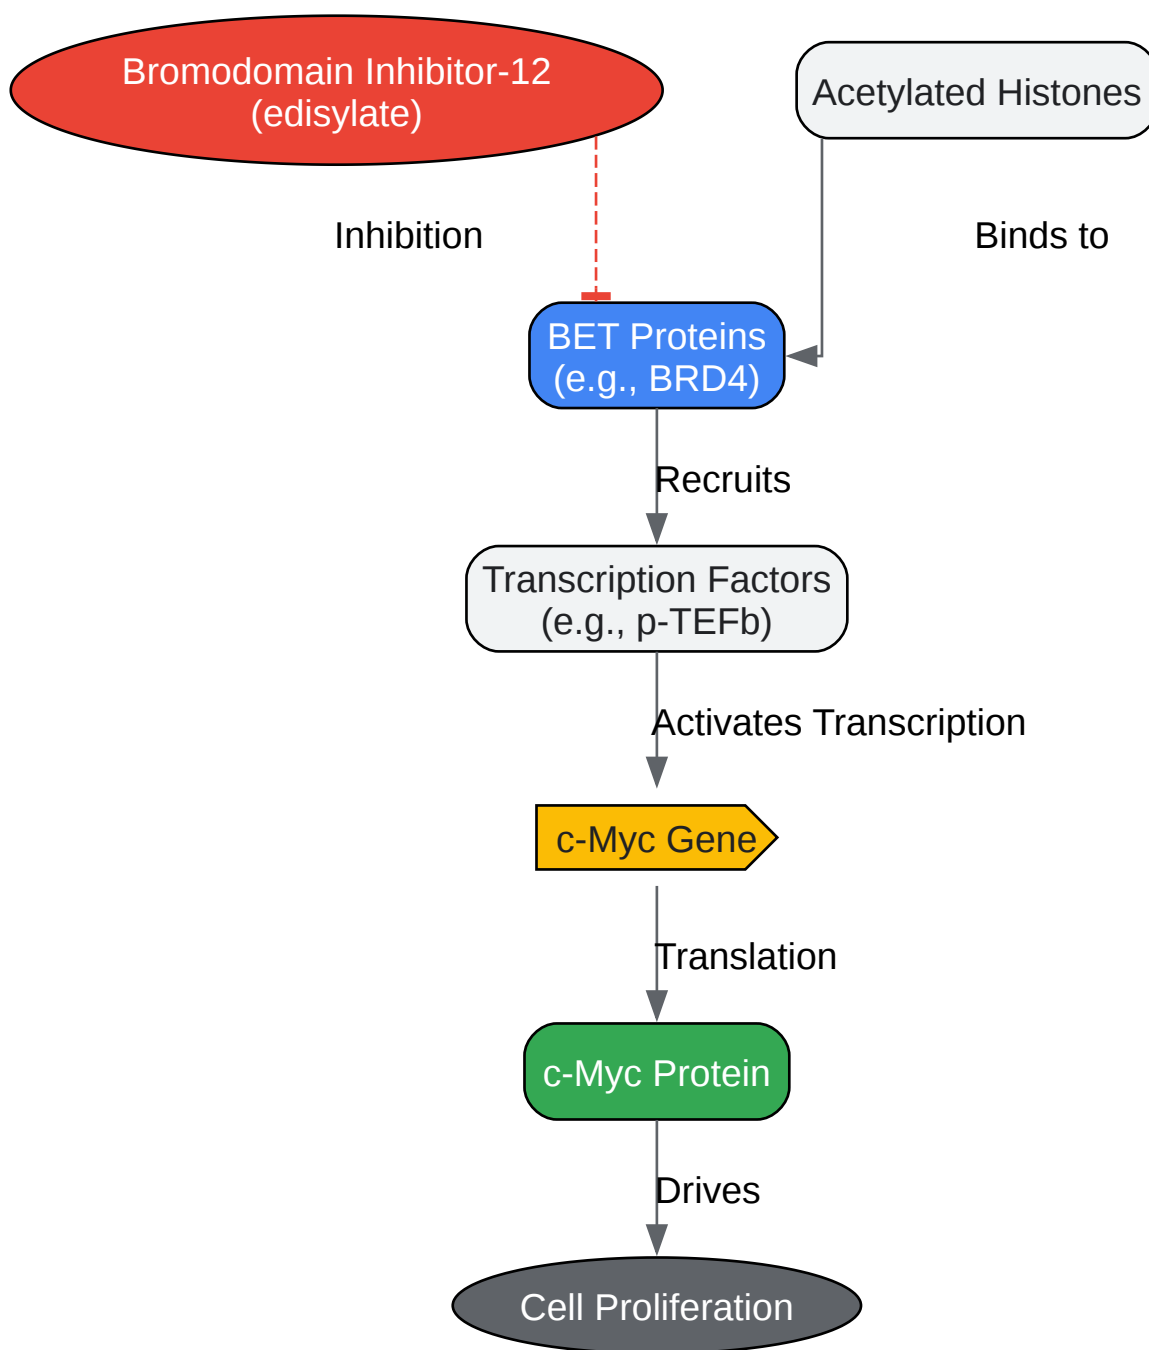 Bromodomain Inhibitor-12
(edisylate)
Acetylated Histones
Inhibition
Binds to
BET Proteins
(e.g., BRD4)
Recruits
Transcription Factors
(e.g., p-TEFb)
Activates Transcription
c-Myc Gene
Translation
c-Myc Protein
Drives
Cell Proliferation